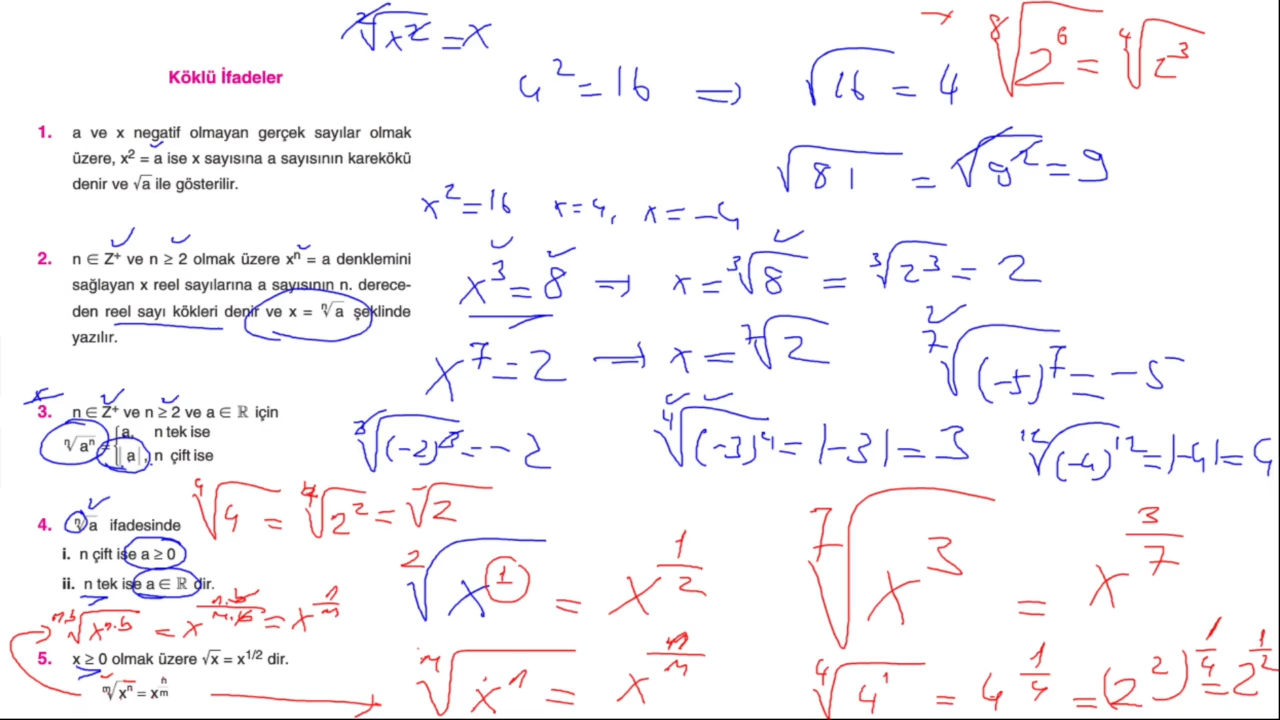 ²√x² = x
4² = 16 ⇒ √16 = 4
→ ⁸√2⁶ = ⁴√2³
Köklü İfadeler
1. a ve x negatif olmayan gerçek sayılar olmak
üzere, x² = a ise x sayısına a sayısının karekökü
denir ve √a ile gösterilir.
√81 = √9² = 9
x² = 16 x = 4, x = -4
2. n ∈ Z⁺ ve n ≥ 2 olmak üzere xⁿ = a denklemini
sağlayan x reel sayılarına a sayısının n. derece-
den reel sayı kökleri denir ve x = ⁿ√a şeklinde
yazılır.
x³ = 8 ⇒ x = ³√8 = ³√2³ = 2
x⁷ = 2 ⇒ x = ⁷√2
⁷√(-5)⁷ = -5
3. n ∈ Z⁺ ve n ≥ 2 ve a ∈ ℝ için
ⁿ√aⁿ = { a, n tek ise
|a|, n çift ise
³√(-2)³ = -2
⁴√(-3)⁴ = |-3| = 3
¹²√(-4)¹² = |-4| = 4
4. ⁿ√a ifadesinde
i. n çift ise a ≥ 0
ii. n tek ise a ∈ ℝ dir.
⁴√4 = ⁴√2² = √2
²√x¹ = x^(1/2)
⁷√x³ = x^(3/7)
5. x ≥ 0 olmak üzere √x = x^(1/2) dir.
ᵐ√xⁿ = x^(n/m)
ᵐ√xⁿ = x^(n/m)
⁴√4¹ = 4^(1/4) = (2²)^(1/4) = 2^(1/2)